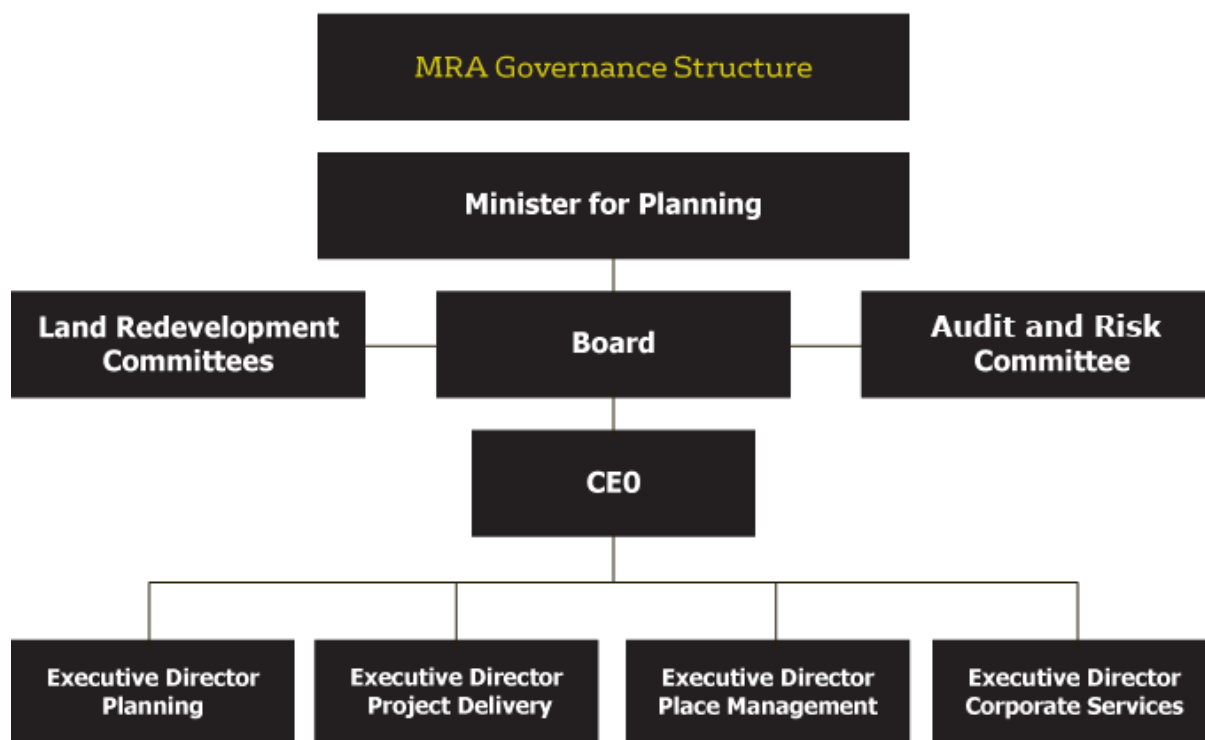 MRA Governance Structure
Minister for Planning
Land Redevelopment
Committees
Board
Audit and Risk
Committee
CE0
Executive Director
Planning
Executive Director
Project Delivery
Executive Director
Place Management
Executive Director
Corporate Services